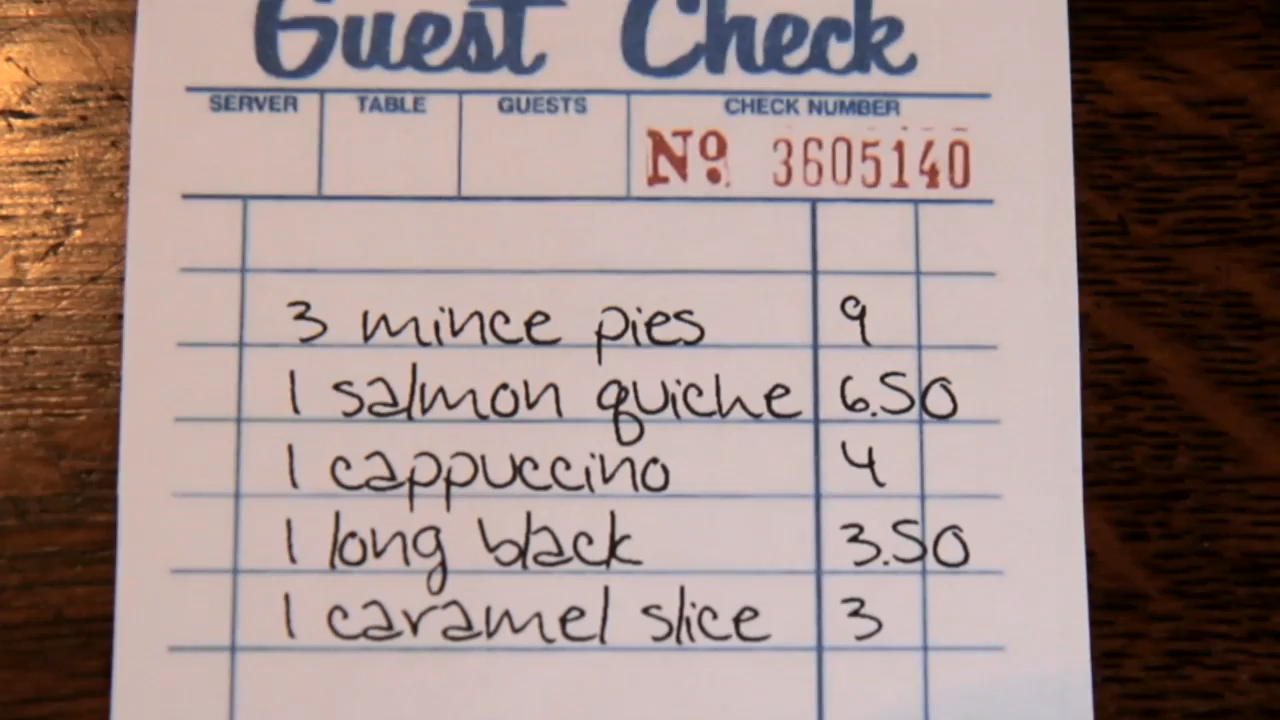 Guest Check
SERVER TABLE GUESTS CHECK NUMBER
No. 3605140
3 mince pies 9
1 salmon quiche 6.50
1 cappuccino 4
1 long black 3.50
1 caramel slice 3